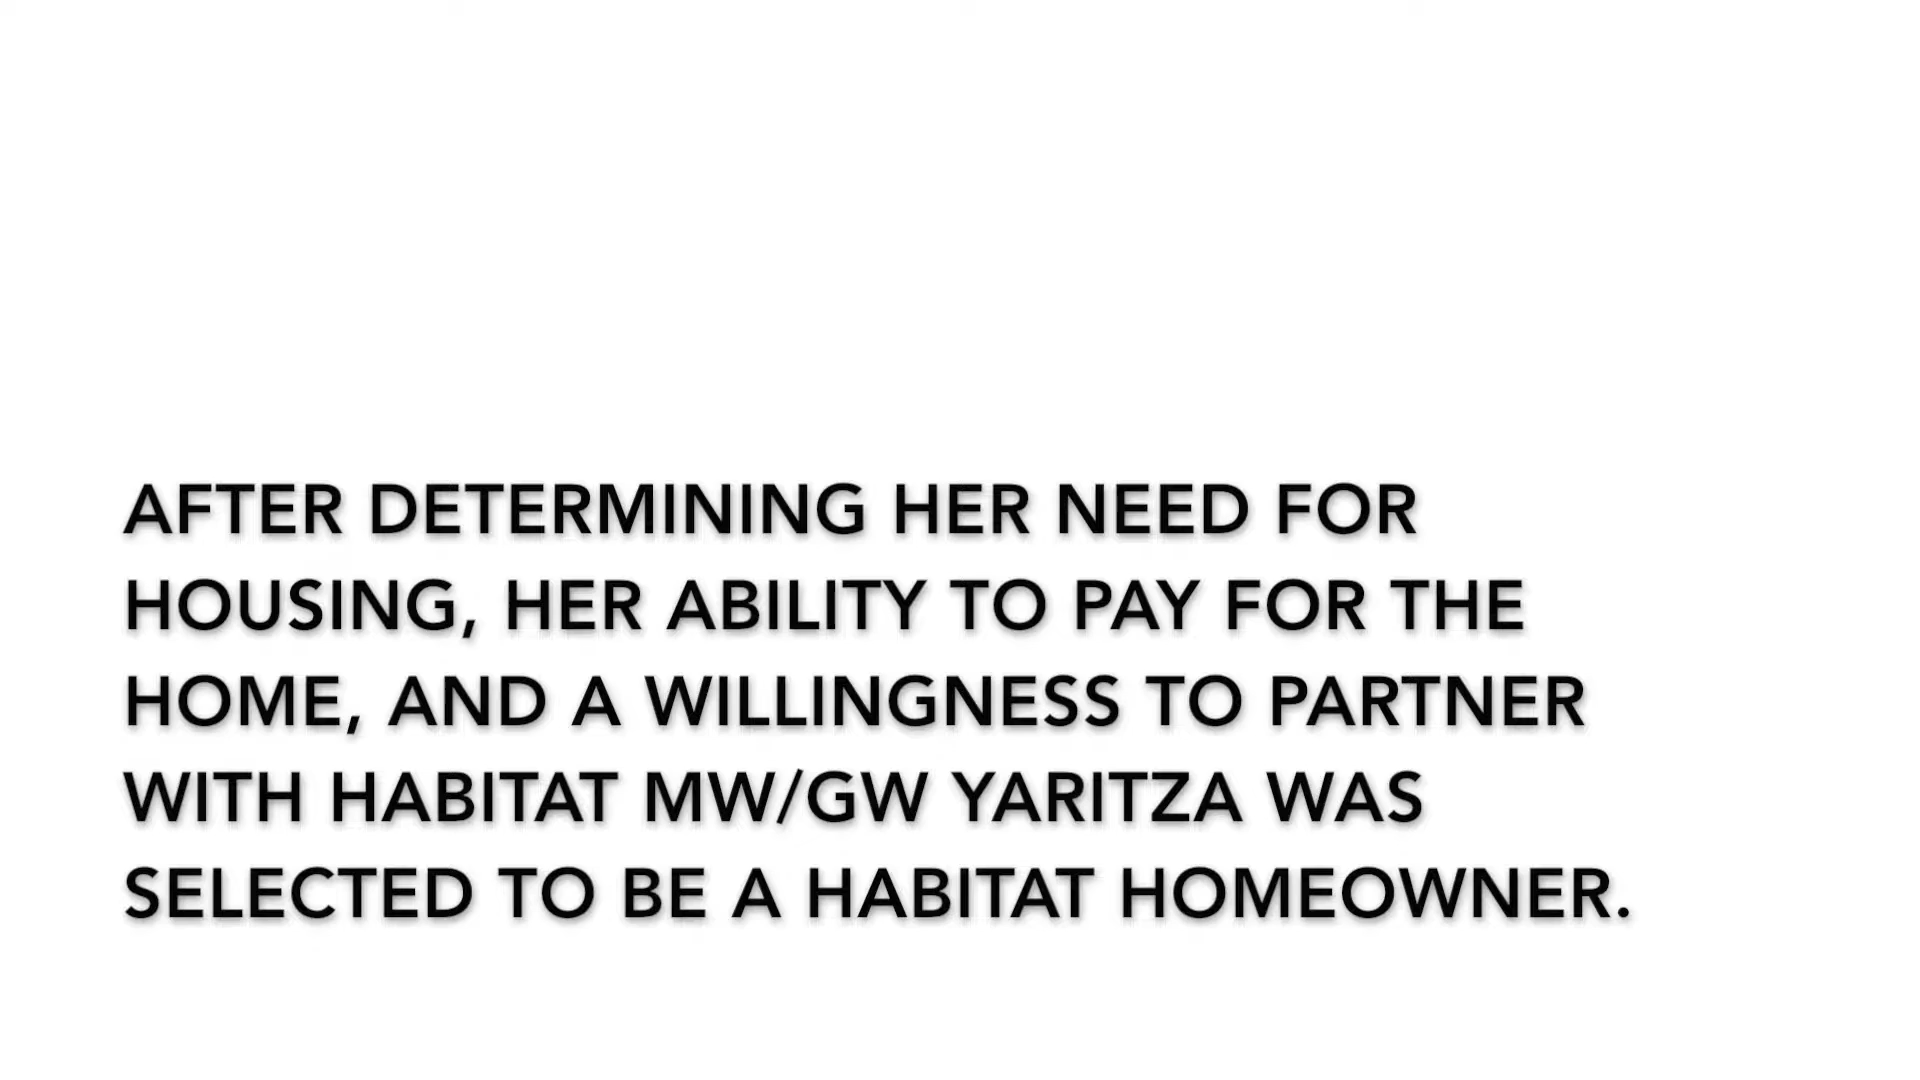 AFTER DETERMINING HER NEED FOR
HOUSING, HER ABILITY TO PAY FOR THE
HOME, AND A WILLINGNESS TO PARTNER
WITH HABITAT MW/GW YARITZA WAS
SELECTED TO BE A HABITAT HOMEOWNER.